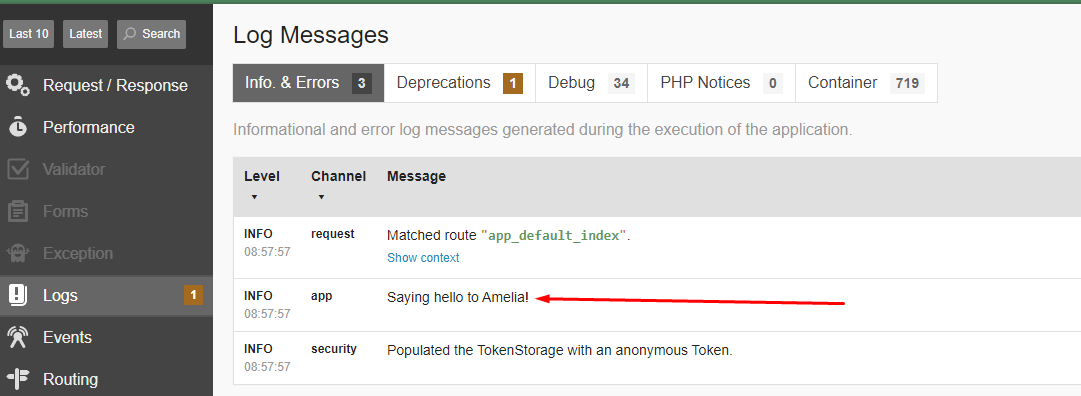 Last 10 Latest Search
Request / Response
Performance
Validator
Forms
Exception
Logs 1
Events
Routing
Log Messages
Info. & Errors 3 Deprecations 1 Debug 34 PHP Notices 0 Container 719
Informational and error log messages generated during the execution of the application.
Level Channel Message
INFO request Matched route "app_default_index".
08:57:57 Show context
INFO app Saying hello to Amelia!
08:57:57
INFO security Populated the TokenStorage with an anonymous Token.
08:57:57